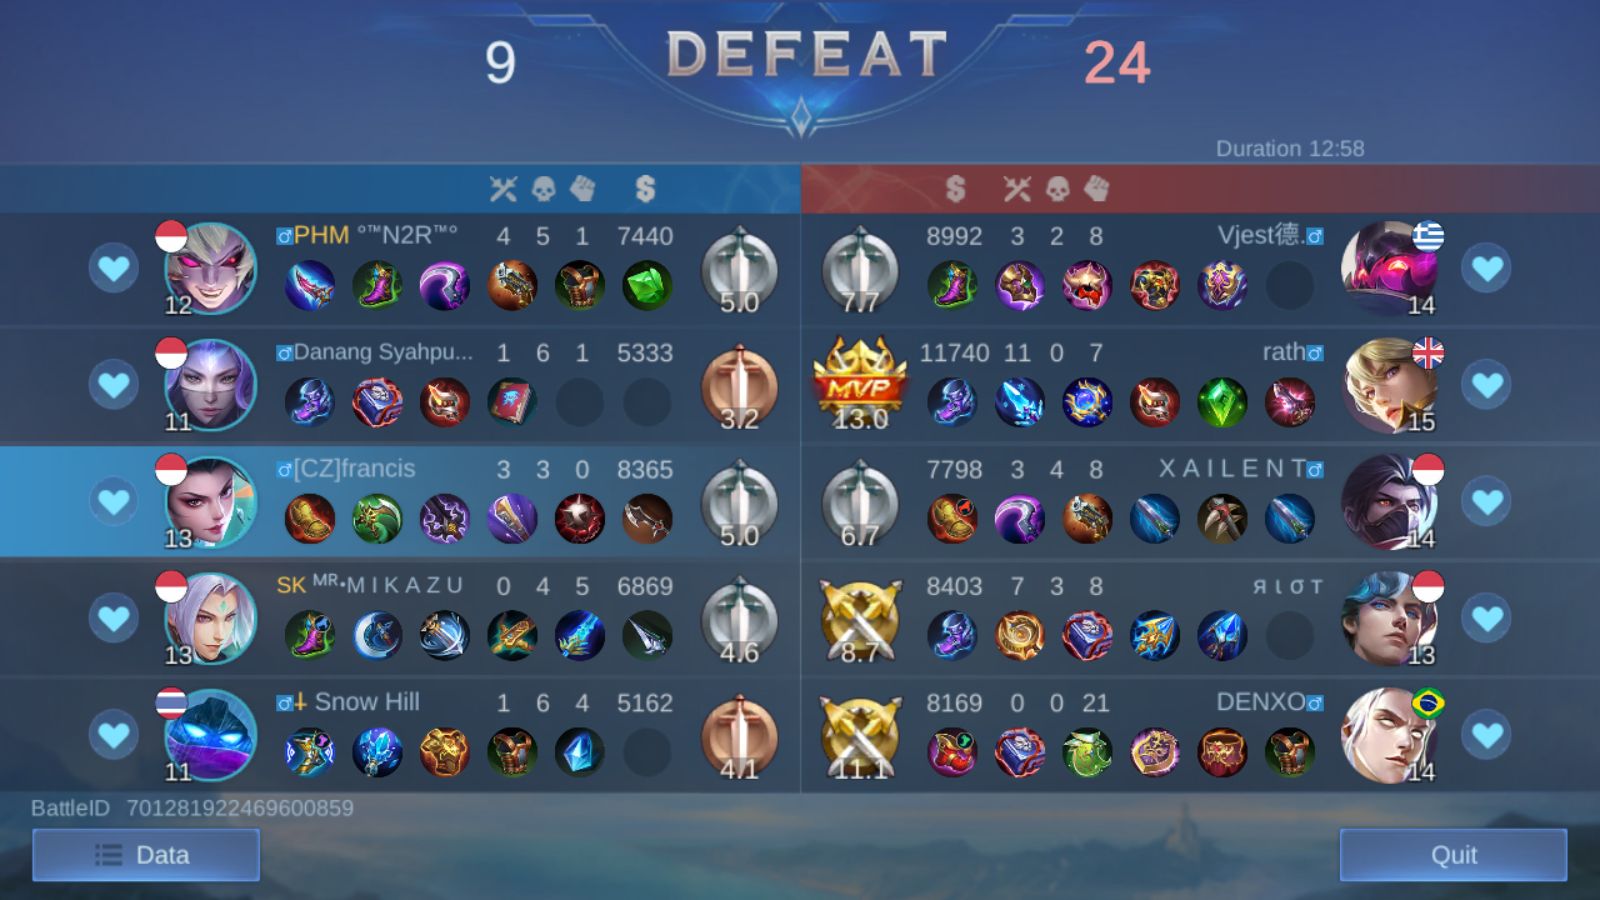 9 DEFEAT 24
Duration 12:58
12 PHM °™N2R™° 4 5 1 7440 5.0
7.7 8992 3 2 8 Vjest德. 14
11 Danang Syahpu... 1 6 1 5333 3.2
MVP 13.0 11740 11 0 7 rath 15
13 [CZ]francis 3 3 0 8365 5.0
6.7 7798 3 4 8 X A I L E N T 14
13 SK ᴹᴿ•M I K A Z U 0 4 5 6869 4.6
8.7 8403 7 3 8 я ι σ т 13
11 Snow Hill 1 6 4 5162 4.1
11.1 8169 0 0 21 DENXO 14
BattleID 701281922469600859
Data
Quit